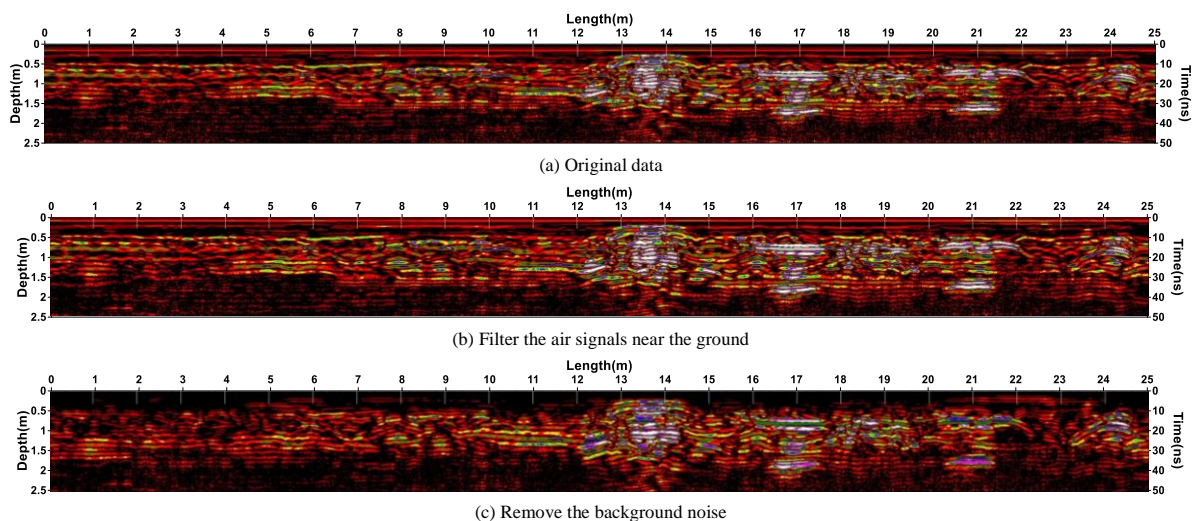 Length(m)
0 1 2 3 4 5 6 7 8 9 10 11 12 13 14 15 16 17 18 19 20 21 22 23 24 25
0 0
0.5 10
1 20
1.5 30
2 40
2.5 50
Depth(m)
Time(ns)
(a) Original data
Length(m)
0 1 2 3 4 5 6 7 8 9 10 11 12 13 14 15 16 17 18 19 20 21 22 23 24 25
0 0
0.5 10
1 20
1.5 30
2 40
2.5 50
Depth(m)
Time(ns)
(b) Filter the air signals near the ground
Length(m)
0 1 2 3 4 5 6 7 8 9 10 11 12 13 14 15 16 17 18 19 20 21 22 23 24 25
0 0
0.5 10
1 20
1.5 30
2 40
2.5 50
Depth(m)
Time(ns)
(c) Remove the background noise